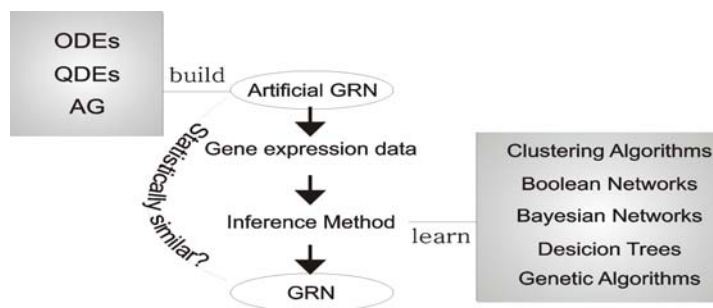 ODEs
QDEs
AG
build
Artificial GRN
Statistically similar?
Gene expression data
Inference Method
learn
GRN
Clustering Algorithms
Boolean Networks
Bayesian Networks
Desicion Trees
Genetic Algorithms